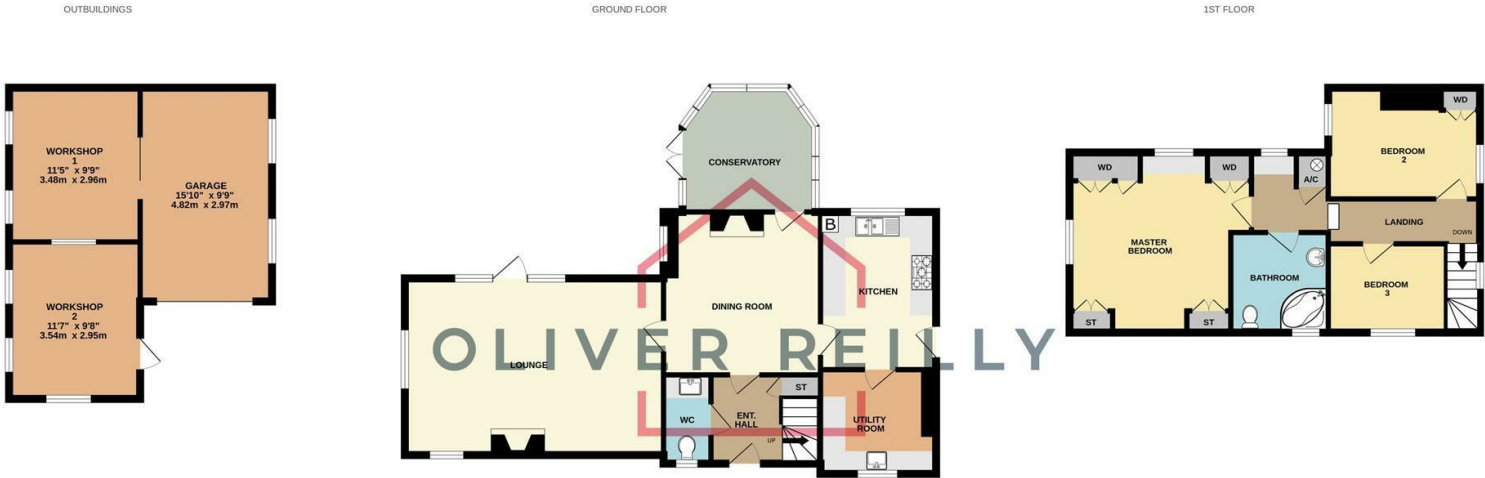 OUTBUILDINGS
GROUND FLOOR
1ST FLOOR
WORKSHOP
1
11'5" x 9'9"
3.48m x 2.96m
GARAGE
15'10" x 9'9"
4.82m x 2.97m
WORKSHOP
2
11'7" x 9'8"
3.54m x 2.95m
CONSERVATORY
B
KITCHEN
DINING ROOM
LOUNGE
OLIVER REILLY
WC
ENT.
HALL
ST
UP
UTILITY
ROOM
WD
WD
A/C
WD
BEDROOM
2
MASTER
BEDROOM
LANDING
DOWN
BATHROOM
BEDROOM
3
ST
ST